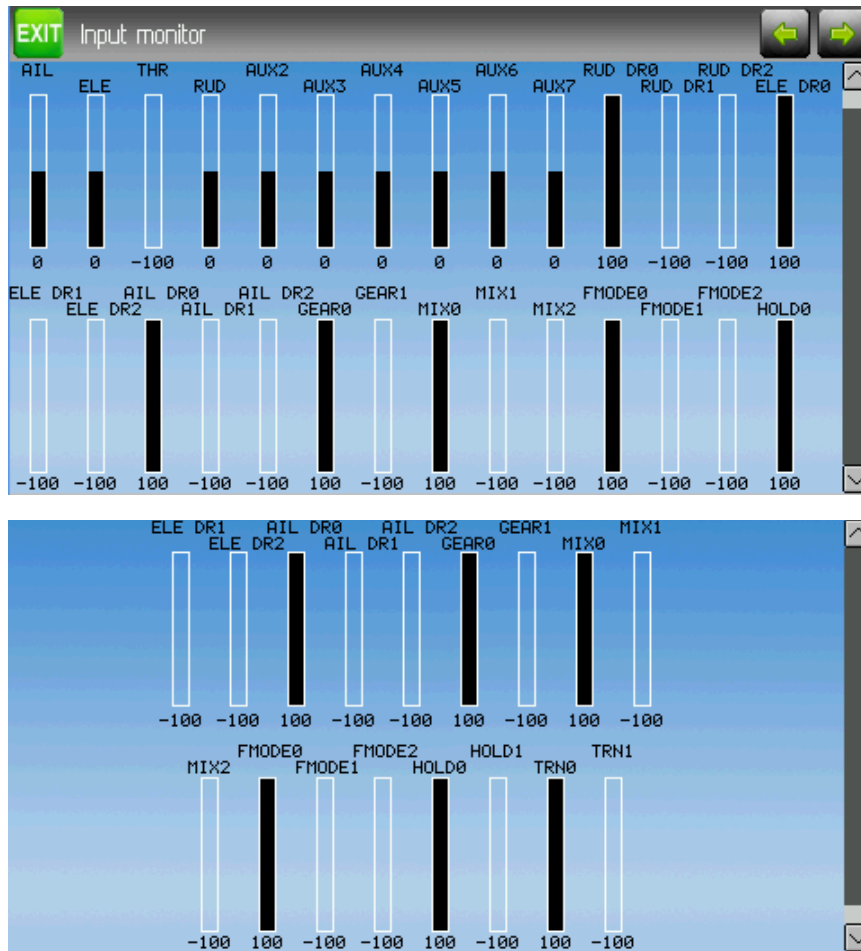 EXIT Input monitor
AIL THR AUX2 AUX4 AUX6 RUD DR0 RUD DR2
ELE RUD AUX3 AUX5 AUX7 RUD DR1 ELE DR0
0 0 -100 0 0 0 0 0 0 0 100 -100 -100 100
ELE DR1 AIL DR0 AIL DR2 GEAR1 MIX1 FMODE0 FMODE2
ELE DR2 AIL DR1 GEAR0 MIX0 MIX2 FMODE1 HOLD0
-100 -100 100 -100 -100 100 -100 100 -100 -100 100 -100 -100 100
ELE DR1 AIL DR0 AIL DR2 GEAR1 MIX1
ELE DR2 AIL DR1 GEAR0 MIX0
-100 -100 100 -100 -100 100 -100 100 -100
FMODE0 FMODE2 HOLD1 TRN1
MIX2 FMODE1 HOLD0 TRN0
-100 100 -100 -100 100 -100 100 -100